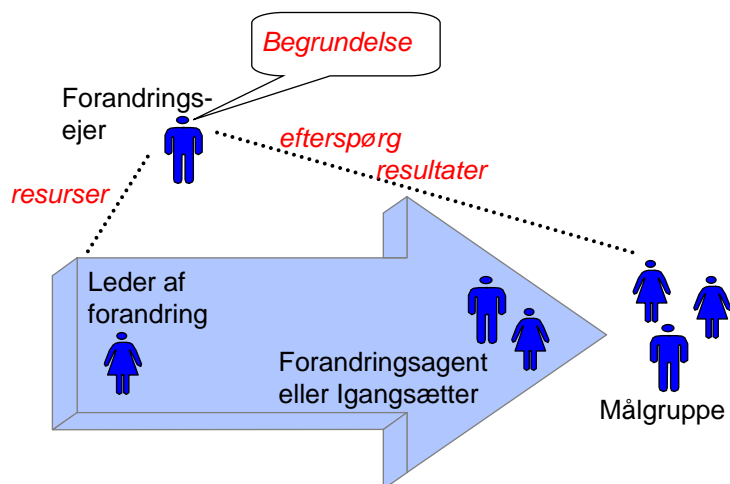 Begrundelse
Forandrings-
ejer
efterspørg
resultater
resurser
Leder af
forandring
Forandringsagent
eller Igangsætter
Målgruppe